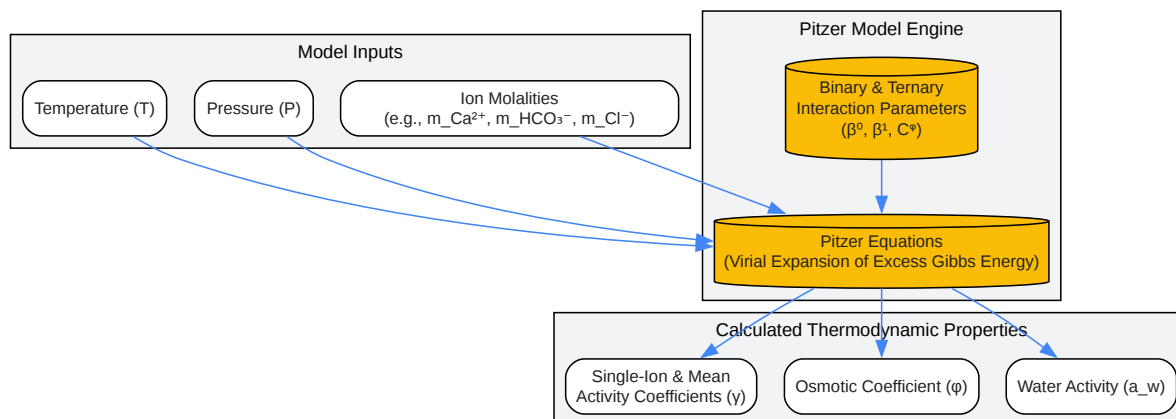 Model Inputs
Temperature (T)
Pressure (P)
Ion Molalities
(e.g., m_Ca²⁺, m_HCO₃⁻, m_Cl⁻)
Pitzer Model Engine
Binary & Ternary
Interaction Parameters
(β⁰, β¹, Cᵠ)
Pitzer Equations
(Virial Expansion of Excess Gibbs Energy)
Calculated Thermodynamic Properties
Single-Ion & Mean
Activity Coefficients (γ)
Osmotic Coefficient (φ)
Water Activity (a_w)